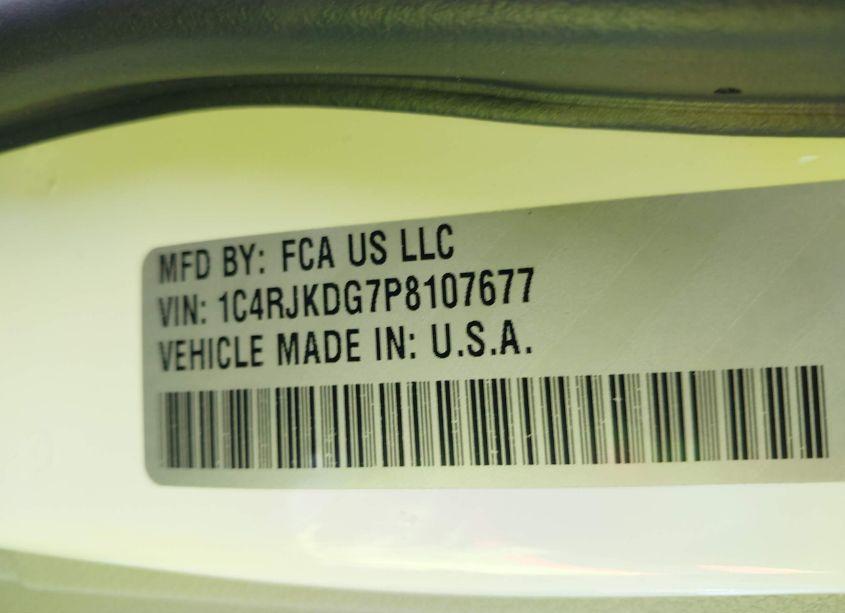 MFD BY: FCA US LLC
VIN: 1C4RJKDG7P8107677
VEHICLE MADE IN: U.S.A.